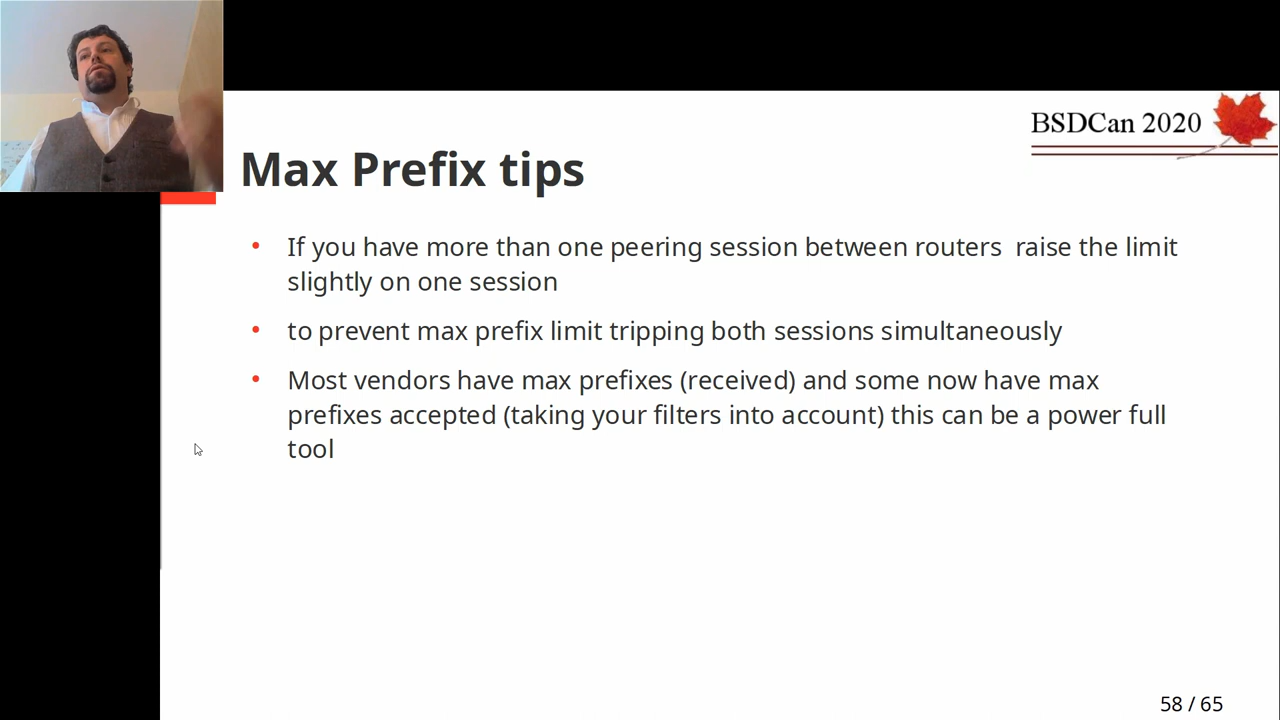 BSDCan 2020
Max Prefix tips
If you have more than one peering session between routers  raise the limit
slightly on one session
to prevent max prefix limit tripping both sessions simultaneously
Most vendors have max prefixes (received) and some now have max
prefixes accepted (taking your filters into account) this can be a power full
tool
58 / 65